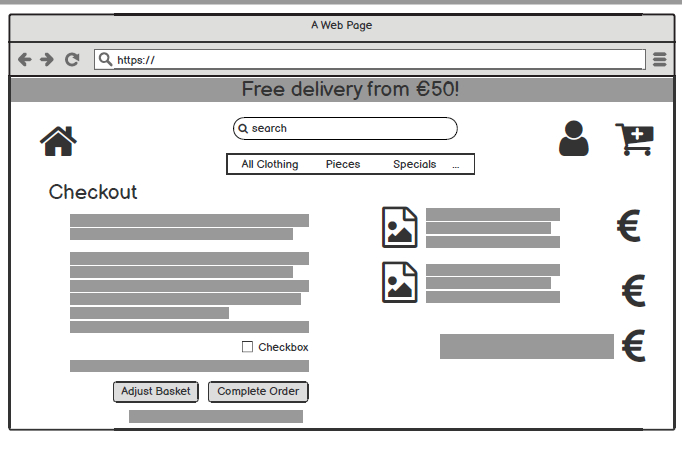 A Web Page
https://
Free delivery from €50!
search
All Clothing Pieces Specials ...
Checkout
€
€
€
Checkbox
Adjust Basket Complete Order